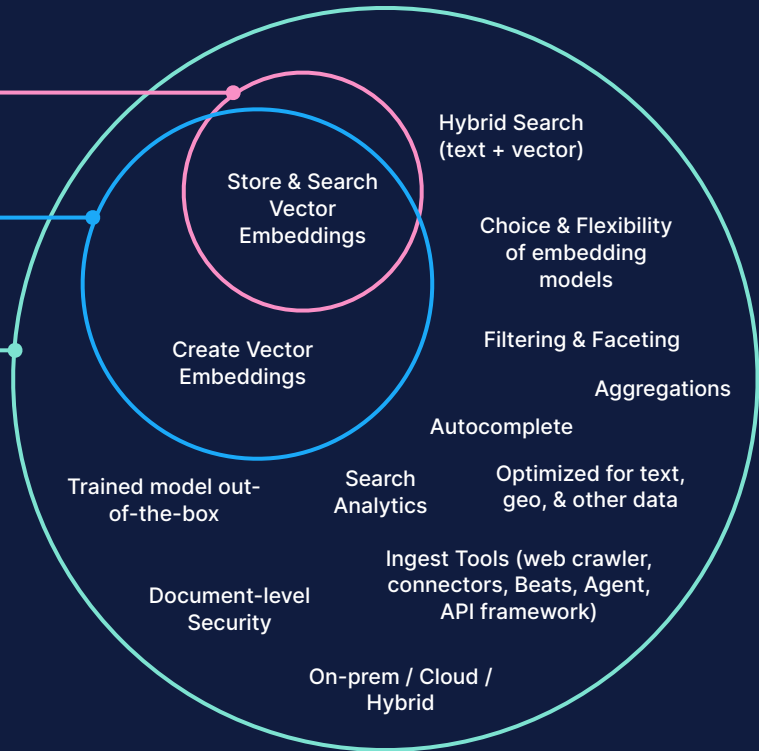 Hybrid Search
(text + vector)
Store & Search
Vector
Embeddings
Choice & Flexibility
of embedding
models
Create Vector
Embeddings
Filtering & Faceting
Aggregations
Autocomplete
Trained model out-
of-the-box
Search
Analytics
Optimized for text,
geo, & other data
Ingest Tools (web crawler,
connectors, Beats, Agent,
API framework)
Document-level
Security
On-prem / Cloud /
Hybrid